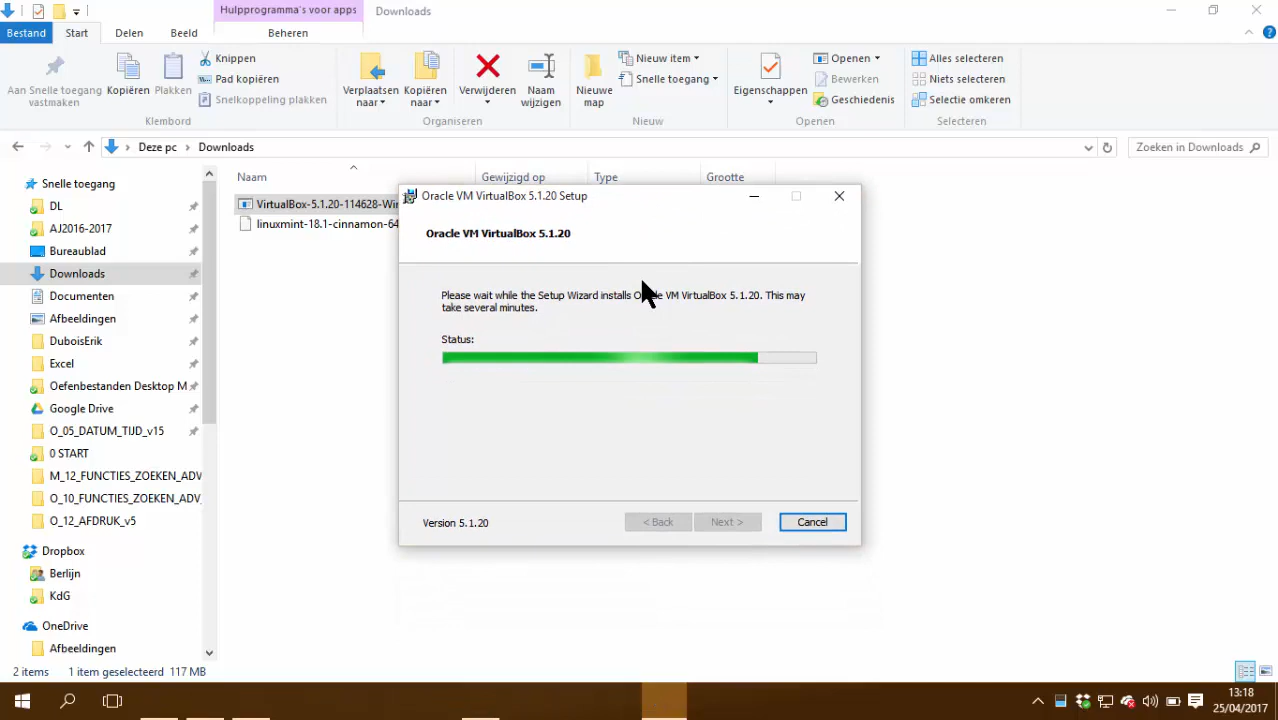 Hulpprogramma's voor apps
Downloads
Bestand
Start
Delen
Beeld
Beheren
Aan Snelle toegang
vastmaken
Kopiëren
Plakken
Knippen
Pad kopiëren
Snelkoppeling plakken
Klembord
Verplaatsen
naar
Kopiëren
naar
Verwijderen
Naam
wijzigen
Organiseren
Nieuwe
map
Nieuw item
Snelle toegang
Nieuw
Eigenschappen
Openen
Bewerken
Geschiedenis
Openen
Alles selecteren
Niets selecteren
Selectie omkeren
Selecteren
Deze pc
Downloads
Zoeken in Downloads
Naam
Gewijzigd op
Type
Grootte
VirtualBox-5.1.20-114628-Win
linuxmint-18.1-cinnamon-64
Snelle toegang
DL
AJ2016-2017
Bureaublad
Downloads
Documenten
Afbeeldingen
DuboisErik
Excel
Oefenbestanden Desktop M
Google Drive
O_05_DATUM_TIJD_v15
0 START
M_12_FUNCTIES_ZOEKEN_ADV
O_10_FUNCTIES_ZOEKEN_ADV_
O_12_AFDRUK_v5
Dropbox
Berlijn
KdG
OneDrive
Afbeeldingen
Oracle VM VirtualBox 5.1.20 Setup
Oracle VM VirtualBox 5.1.20
Please wait while the Setup Wizard installs Oracle VM VirtualBox 5.1.20. This may
take several minutes.
Status:
Version 5.1.20
< Back
Next >
Cancel
2 items
1 item geselecteerd
117 MB
13:18
25/04/2017